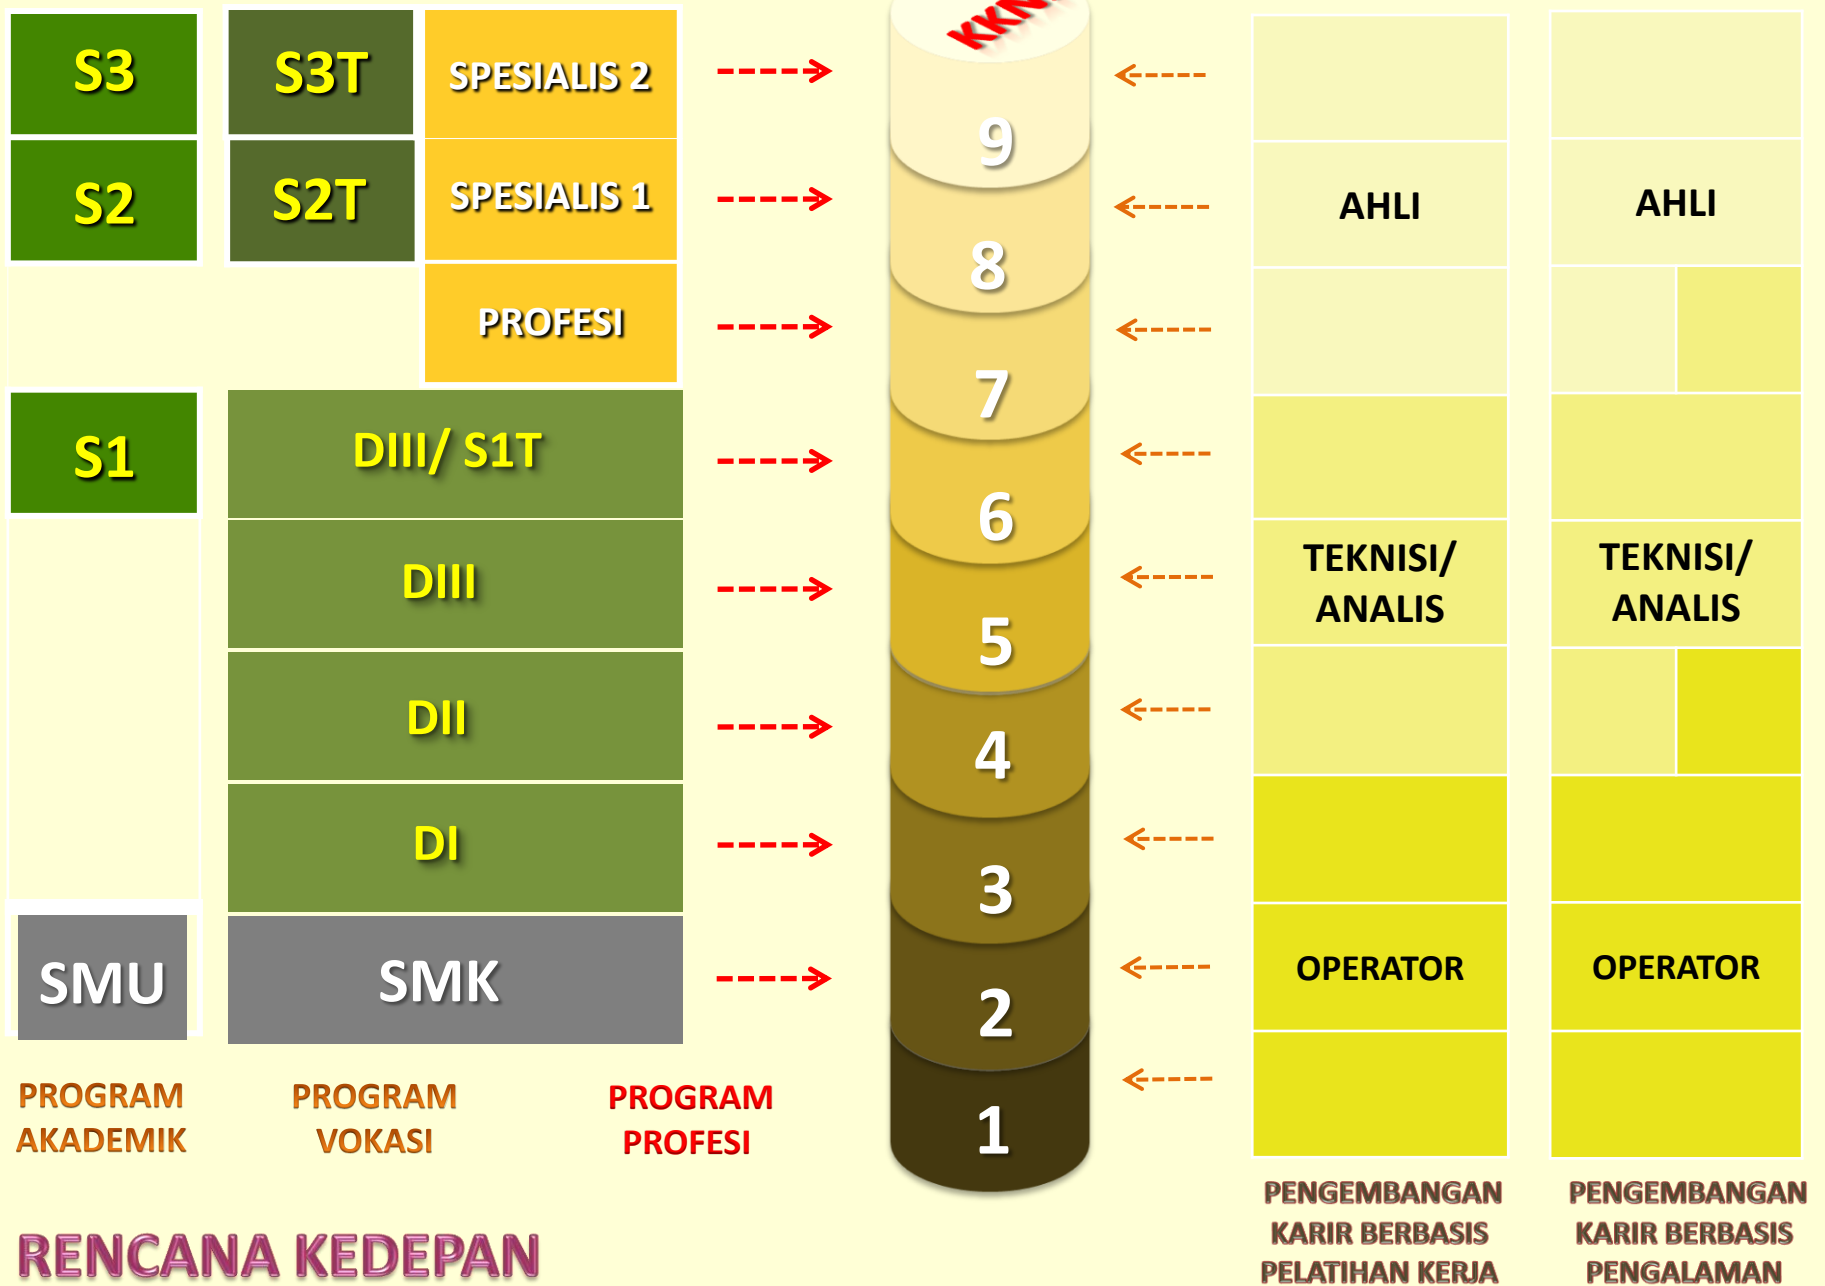 KKNI
S3
S3T
SPESIALIS 2
9
S2
S2T
SPESIALIS 1
8
AHLI
AHLI
PROFESI
7
S1
DIII/ S1T
6
DIII
5
TEKNISI/
ANALIS
TEKNISI/
ANALIS
DII
4
DI
3
SMU
SMK
2
OPERATOR
OPERATOR
1
PROGRAM
AKADEMIK
PROGRAM
VOKASI
PROGRAM
PROFESI
PENGEMBANGAN
KARIR BERBASIS
PELATIHAN KERJA
PENGEMBANGAN
KARIR BERBASIS
PENGALAMAN
RENCANA KEDEPAN